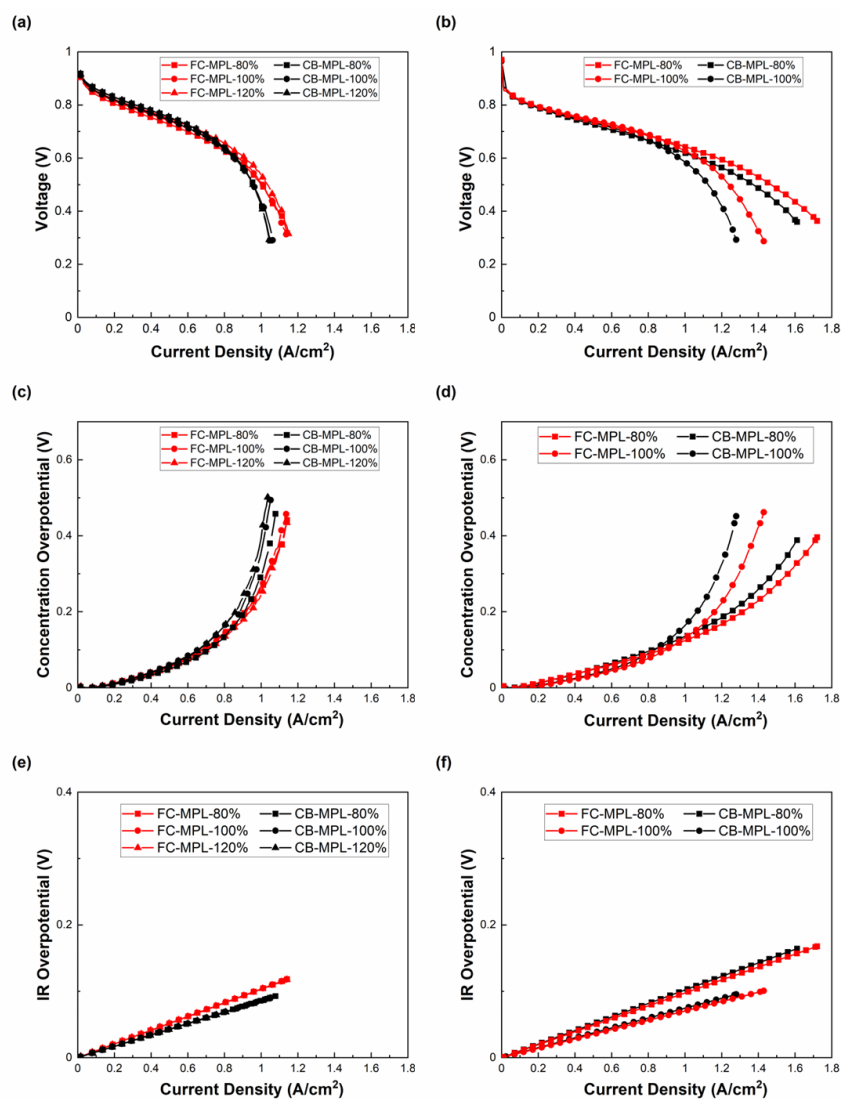 (a)
FC-MPL-80% CB-MPL-80%
FC-MPL-100% CB-MPL-100%
FC-MPL-120% CB-MPL-120%
Voltage (V)
1
0.8
0.6
0.4
0.2
0
0 0.2 0.4 0.6 0.8 1 1.2 1.4 1.6 1.8
Current Density (A/cm²)
(b)
FC-MPL-80% CB-MPL-80%
FC-MPL-100% CB-MPL-100%
Voltage (V)
1
0.8
0.6
0.4
0.2
0
0 0.2 0.4 0.6 0.8 1 1.2 1.4 1.6 1.8
Current Density (A/cm²)
(c)
FC-MPL-80% CB-MPL-80%
FC-MPL-100% CB-MPL-100%
FC-MPL-120% CB-MPL-120%
Concentration Overpotential (V)
0.6
0.4
0.2
0
0 0.2 0.4 0.6 0.8 1 1.2 1.4 1.6 1.8
Current Density (A/cm²)
(d)
FC-MPL-80% CB-MPL-80%
FC-MPL-100% CB-MPL-100%
Concentration Overpotential (V)
0.6
0.4
0.2
0
0 0.2 0.4 0.6 0.8 1 1.2 1.4 1.6 1.8
Current Density (A/cm²)
(e)
FC-MPL-80% CB-MPL-80%
FC-MPL-100% CB-MPL-100%
FC-MPL-120% CB-MPL-120%
IR Overpotential (V)
0.4
0.2
0
0 0.2 0.4 0.6 0.8 1 1.2 1.4 1.6 1.8
Current Density (A/cm²)
(f)
FC-MPL-80% CB-MPL-80%
FC-MPL-100% CB-MPL-100%
IR Overpotential (V)
0.4
0.2
0
0 0.2 0.4 0.6 0.8 1 1.2 1.4 1.6 1.8
Current Density (A/cm²)